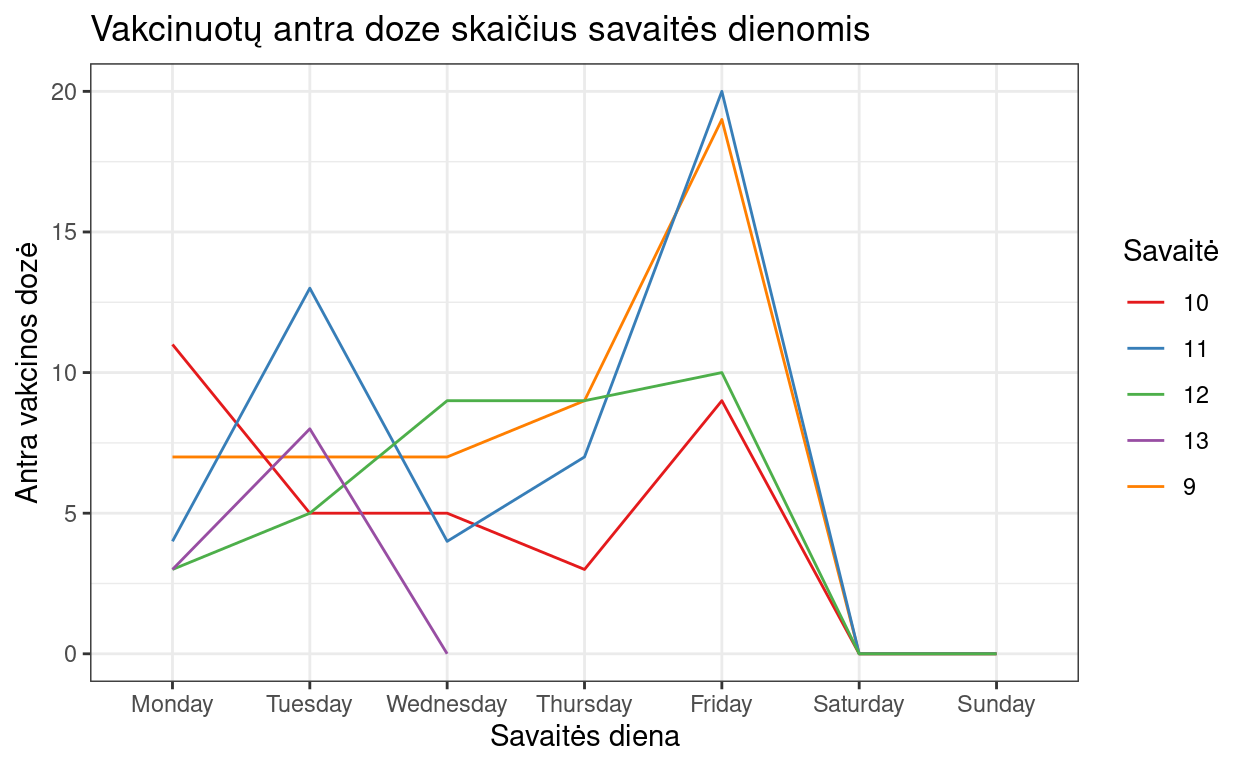 Vakcinuotų antra doze skaičius savaitės dienomis
Antra vakcinos dozė
20
15
10
5
0
Monday Tuesday Wednesday Thursday Friday Saturday Sunday
Savaitės diena
Savaitė
10
11
12
13
9